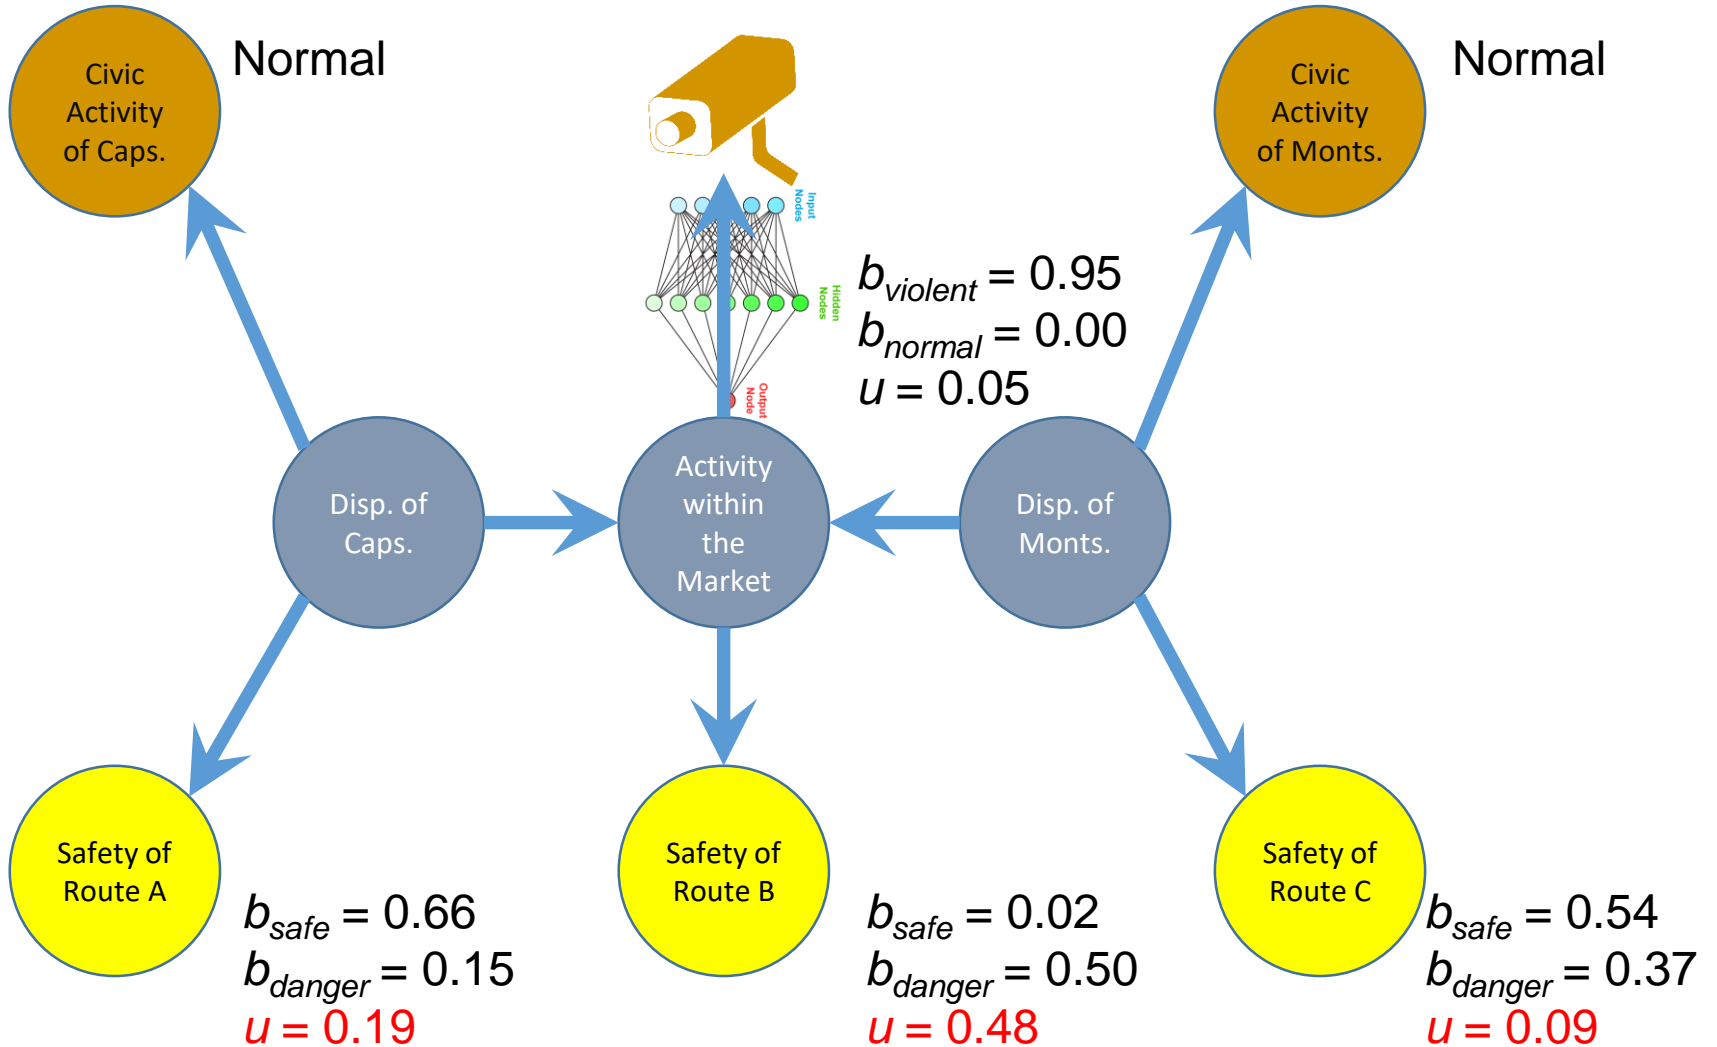 Civic
Activity
of Caps.
Normal
Civic
Activity
of Monts.
Normal
Input
Nodes
Hidden
Nodes
Output
Node
b_violent = 0.95
b_normal = 0.00
u = 0.05
Disp. of
Caps.
Activity
within
the
Market
Disp. of
Monts.
Safety of
Route A
b_safe = 0.66
b_danger = 0.15
u = 0.19
Safety of
Route B
b_safe = 0.02
b_danger = 0.50
u = 0.48
Safety of
Route C
b_safe = 0.54
b_danger = 0.37
u = 0.09